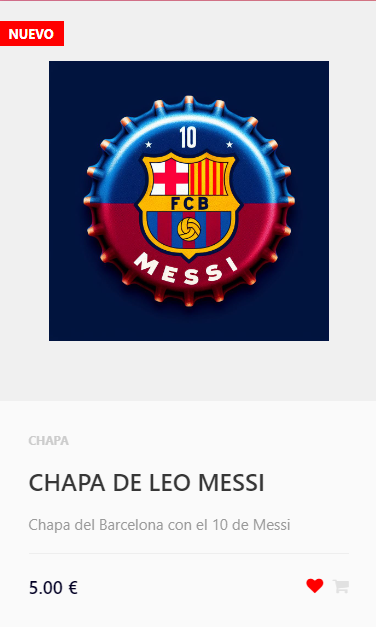 NUEVO
10
FCB
MESSI
CHAPA
CHAPA DE LEO MESSI
Chapa del Barcelona con el 10 de Messi
5.00 €